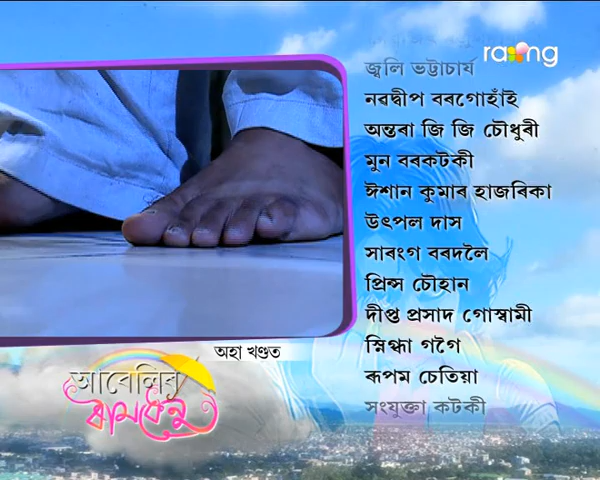 rang
জ্বলি ভট্টাচাৰ্য
নৱদ্বীপ বৰগোহাঁই
অন্তৰা জি জি চৌধুৰী
মুন বৰকটকী
ঈশান কুমাৰ হাজৰিকা
উৎপল দাস
সাৰংগ বৰদলৈ
প্ৰিন্স চৌহান
দীপ্ত প্ৰসাদ গোস্বামী
স্নিগ্ধা গগৈ
ৰূপম চেতিয়া
সংযুক্তা কটকী
অহা খণ্ডত
আবেলিৰ
ৰামধেনু